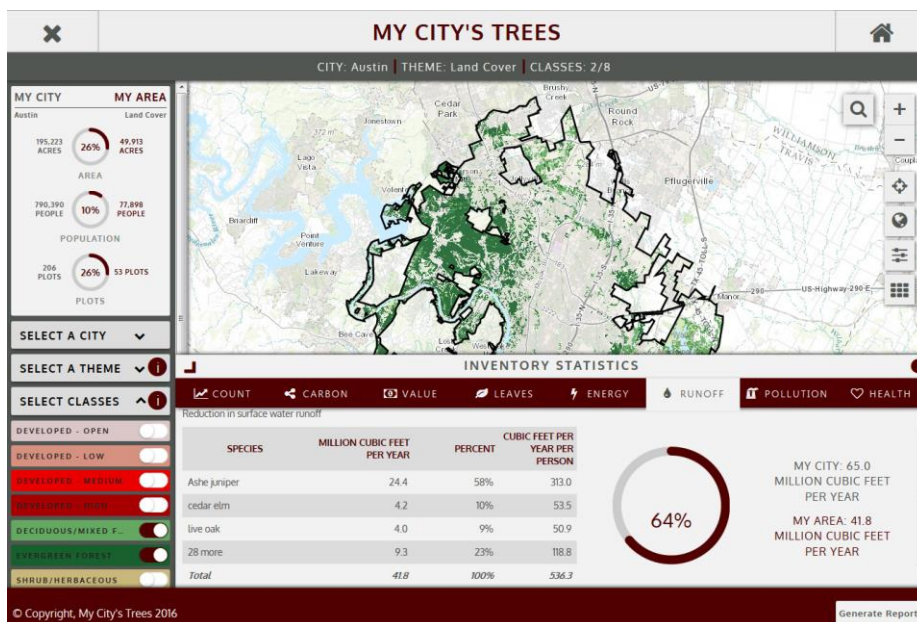 MY CITY'S TREES
CITY: Austin | THEME: Land Cover | CLASSES: 2/8
MY CITY MY AREA
Austin Land Cover
195,223 ACRES 26% 49,913 ACRES
AREA
790,390 PEOPLE 10% 77,898 PEOPLE
POPULATION
206 PLOTS 26% 53 PLOTS
PLOTS
SELECT A CITY
SELECT A THEME i
SELECT CLASSES i
DEVELOPED - OPEN
DEVELOPED - LOW
DEVELOPED - MEDIUM
DEVELOPED - HIGH
DECIDUOUS/MIXED F...
EVERGREEN FOREST
SHRUB/HERBACEOUS
Brushy Creek
Cedar Park
Round Rock
Jonestown
272 m
Lago Vista
Volente
Pflugerville
WILLIAMSON
TRAVIS
Coupl
Briarcliff
Point Venture
Lakeway
Manor
290
US-Highway-290 E
Bee Cave
+
−
INVENTORY STATISTICS
COUNT CARBON VALUE LEAVES ENERGY RUNOFF POLLUTION HEALTH
Reduction in surface water runoff
SPECIES MILLION CUBIC FEET PER YEAR PERCENT CUBIC FEET PER YEAR PER PERSON
Ashe juniper 24.4 58% 313.0
cedar elm 4.2 10% 53.5
live oak 4.0 9% 50.9
28 more 9.3 23% 118.8
Total 41.8 100% 536.3
64%
MY CITY: 65.0
MILLION CUBIC FEET
PER YEAR
MY AREA: 41.8
MILLION CUBIC FEET
PER YEAR
© Copyright, My City's Trees 2016
Generate Report